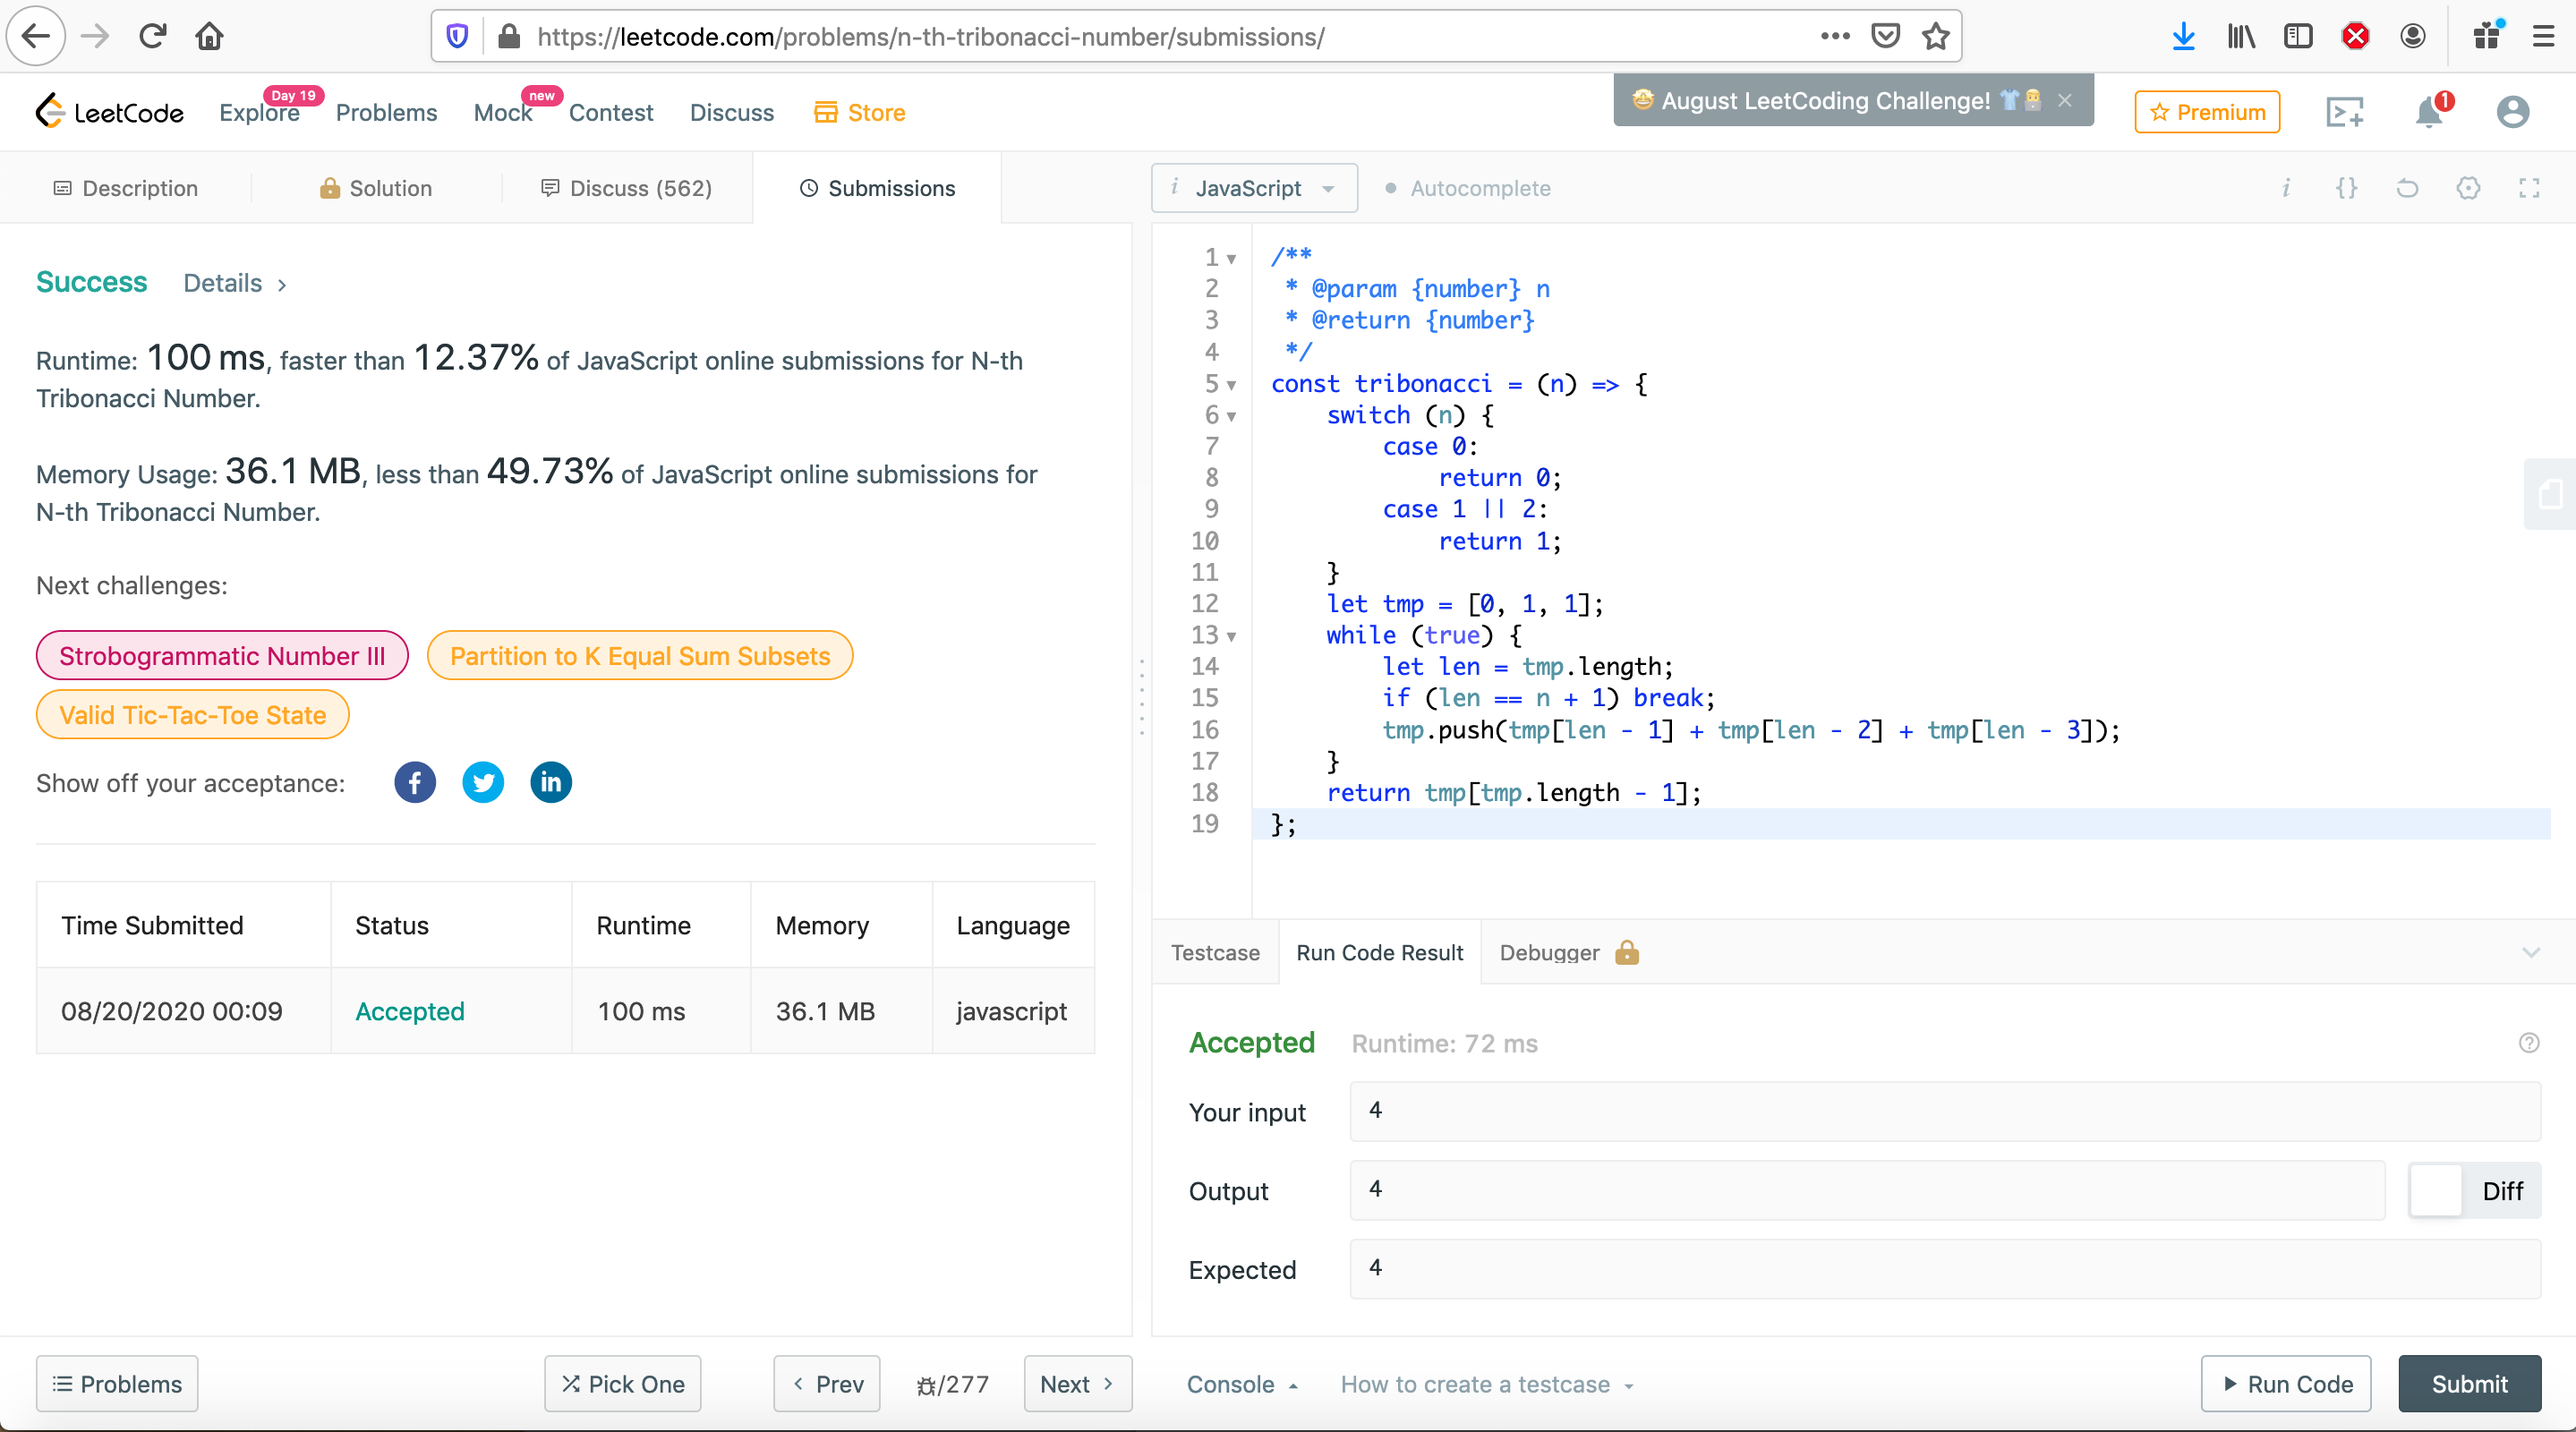 https://leetcode.com/problems/n-th-tribonacci-number/submissions/
LeetCode
Explore
Day 19
Problems
Mock
new
Contest
Discuss
Store
🤩 August LeetCoding Challenge! 👕
Premium
1
Description
Solution
Discuss (562)
Submissions
Success Details >
Runtime: 100 ms, faster than 12.37% of JavaScript online submissions for N-th
Tribonacci Number.
Memory Usage: 36.1 MB, less than 49.73% of JavaScript online submissions for
N-th Tribonacci Number.
Next challenges:
Strobogrammatic Number III
Partition to K Equal Sum Subsets
Valid Tic-Tac-Toe State
Show off your acceptance:
Time Submitted Status Runtime Memory Language
08/20/2020 00:09 Accepted 100 ms 36.1 MB javascript
Problems
Pick One
< Prev
/277
Next >
i JavaScript
Autocomplete
i {}
1 /**
2  * @param {number} n
3  * @return {number}
4  */
5 const tribonacci = (n) => {
6     switch (n) {
7         case 0:
8             return 0;
9         case 1 || 2:
10             return 1;
11     }
12     let tmp = [0, 1, 1];
13     while (true) {
14         let len = tmp.length;
15         if (len == n + 1) break;
16         tmp.push(tmp[len - 1] + tmp[len - 2] + tmp[len - 3]);
17     }
18     return tmp[tmp.length - 1];
19 };
Testcase
Run Code Result
Debugger
Accepted Runtime: 72 ms
Your input 4
Output 4
Diff
Expected 4
Console
How to create a testcase
Run Code
Submit